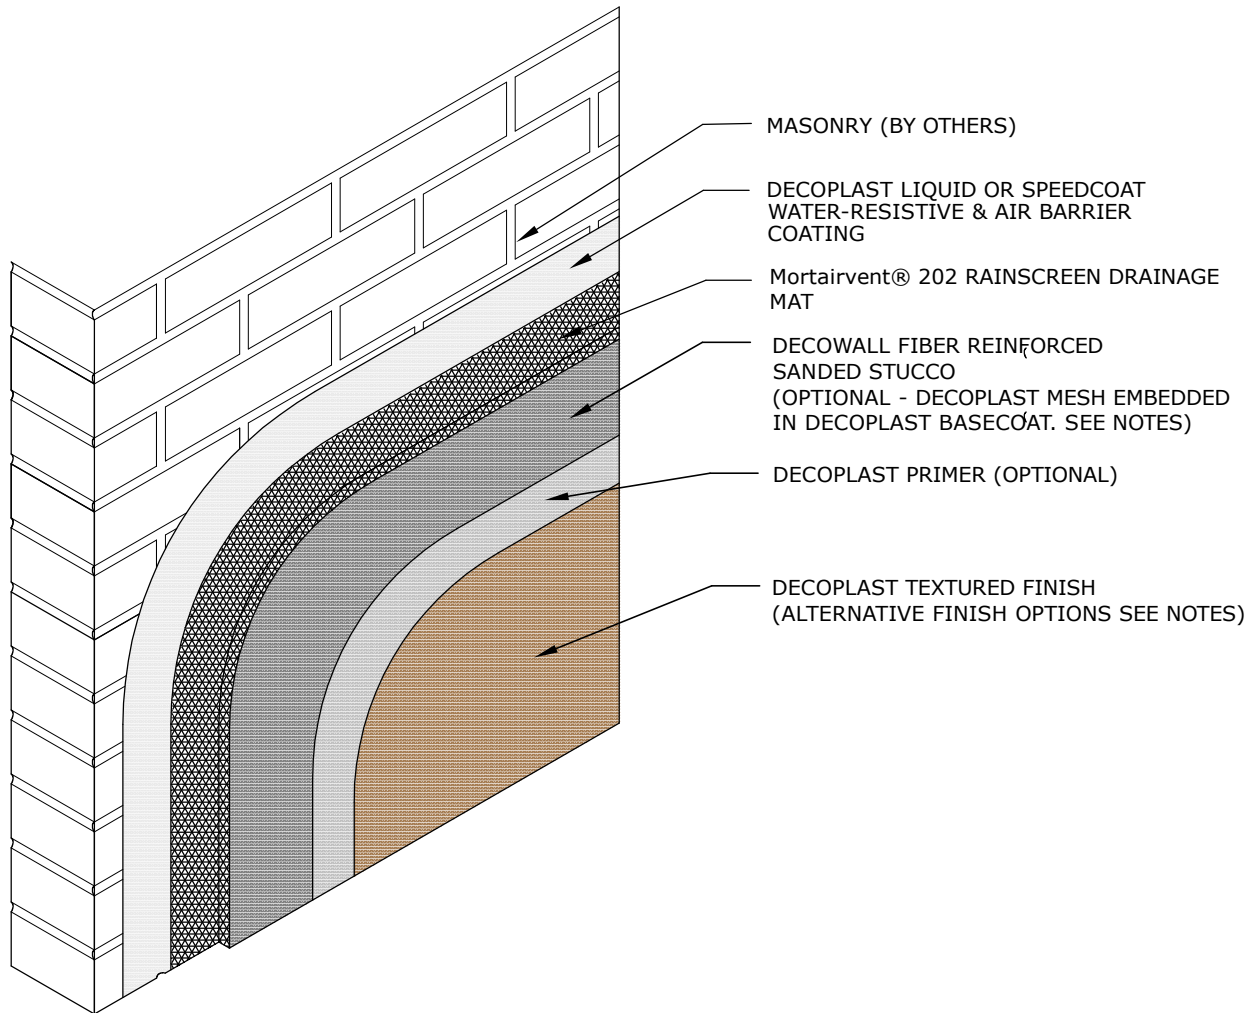 MASONRY (BY OTHERS)
DECOPLAST LIQUID OR SPEEDCOAT
WATER-RESISTIVE & AIR BARRIER
COATING
Mortairvent® 202 RAINSCREEN DRAINAGE
MAT
DECOWALL FIBER REINFORCED
SANDED STUCCO
(OPTIONAL - DECOPLAST MESH EMBEDDED
IN DECOPLAST BASECOAT. SEE NOTES)
DECOPLAST PRIMER (OPTIONAL)
DECOPLAST TEXTURED FINISH
(ALTERNATIVE FINISH OPTIONS SEE NOTES)